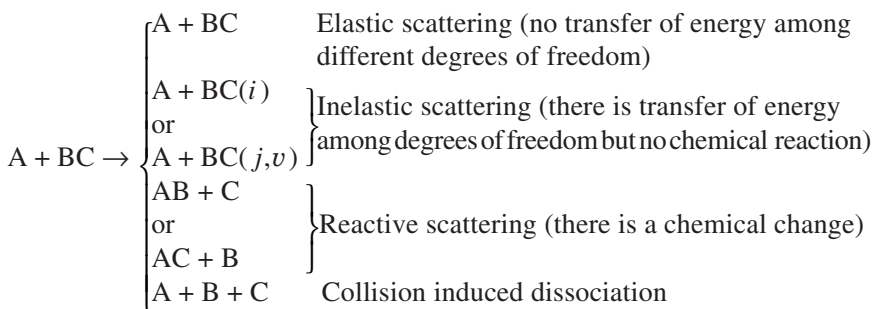 A + BC Elastic scattering (no transfer of energy among
different degrees of freedom)
A + BC(i)
or
A + BC(j,v)
Inelastic scattering (there is transfer of energy
among degrees of freedom but no chemical reaction)
A + BC →
AB + C
or
AC + B
Reactive scattering (there is a chemical change)
A + B + C Collision induced dissociation